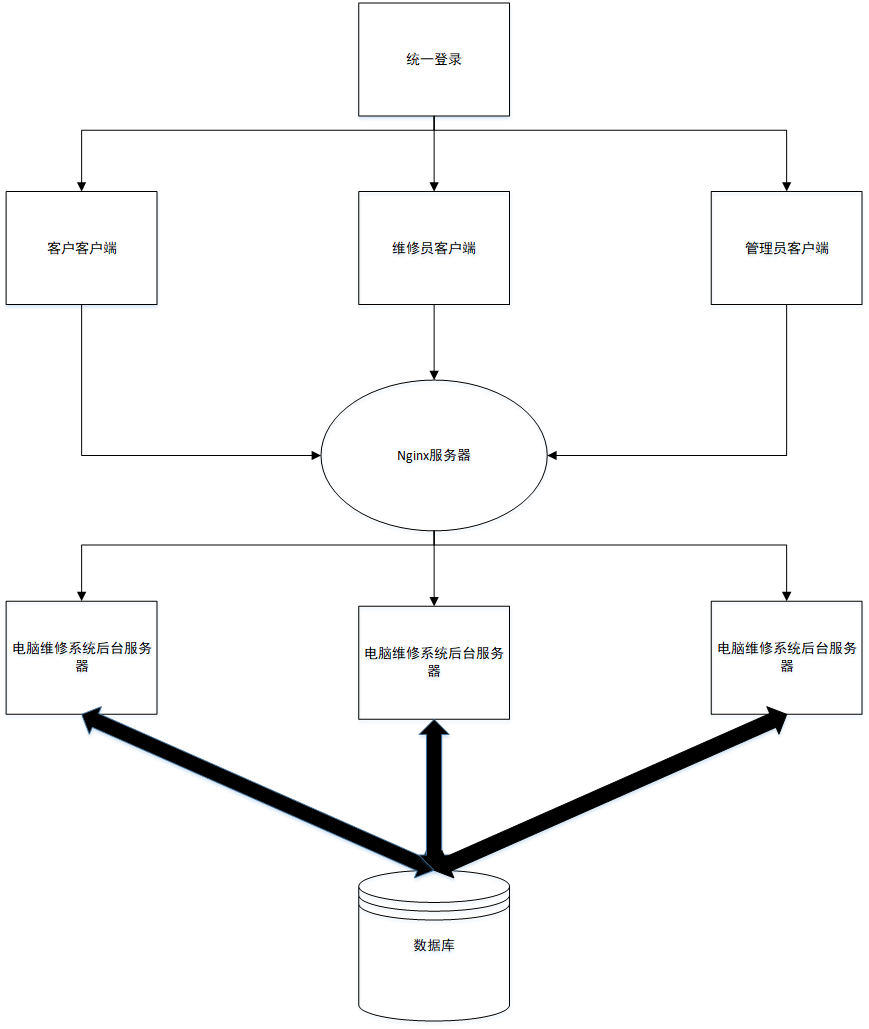 统一登录
客户客户端
维修员客户端
管理员客户端
Nginx服务器
电脑维修系统后台服务
器
电脑维修系统后台服务
器
电脑维修系统后台服务
器
数据库